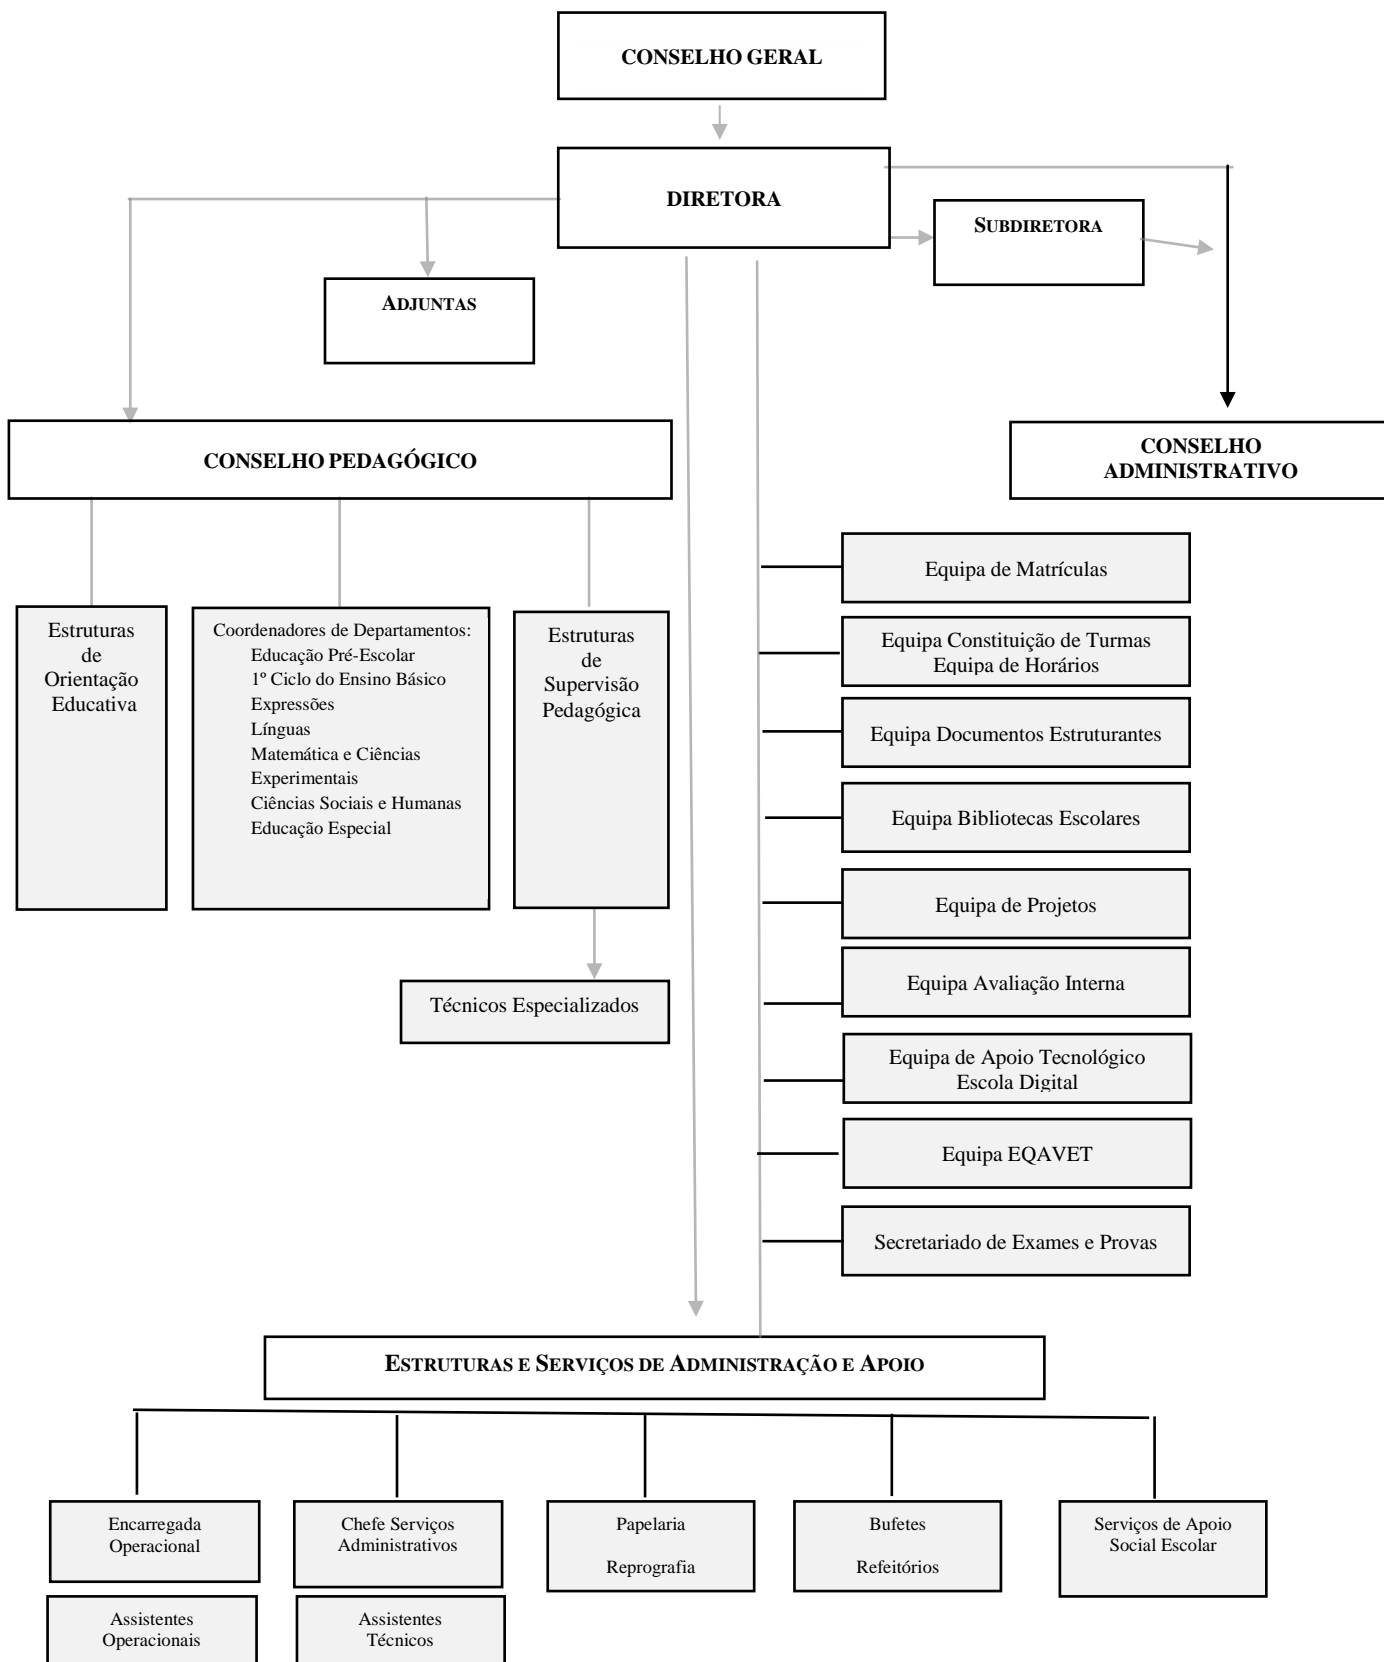 CONSELHO GERAL
DIRETORA
SUBDIRETORA
ADJUNTAS
CONSELHO PEDAGÓGICO
CONSELHO
ADMINISTRATIVO
Estruturas
de
Orientação
Educativa
Coordenadores de Departamentos:
Educação Pré-Escolar
1º Ciclo do Ensino Básico
Expressões
Línguas
Matemática e Ciências
Experimentais
Ciências Sociais e Humanas
Educação Especial
Estruturas
de
Supervisão
Pedagógica
Técnicos Especializados
Equipa de Matrículas
Equipa Constituição de Turmas
Equipa de Horários
Equipa Documentos Estruturantes
Equipa Bibliotecas Escolares
Equipa de Projetos
Equipa Avaliação Interna
Equipa de Apoio Tecnológico
Escola Digital
Equipa EQAVET
Secretariado de Exames e Provas
ESTRUTURAS E SERVIÇOS DE ADMINISTRAÇÃO E APOIO
Encarregada
Operacional
Chefe Serviços
Administrativos
Papelaria
Reprografia
Bufetes
Refeitórios
Serviços de Apoio
Social Escolar
Assistentes
Operacionais
Assistentes
Técnicos